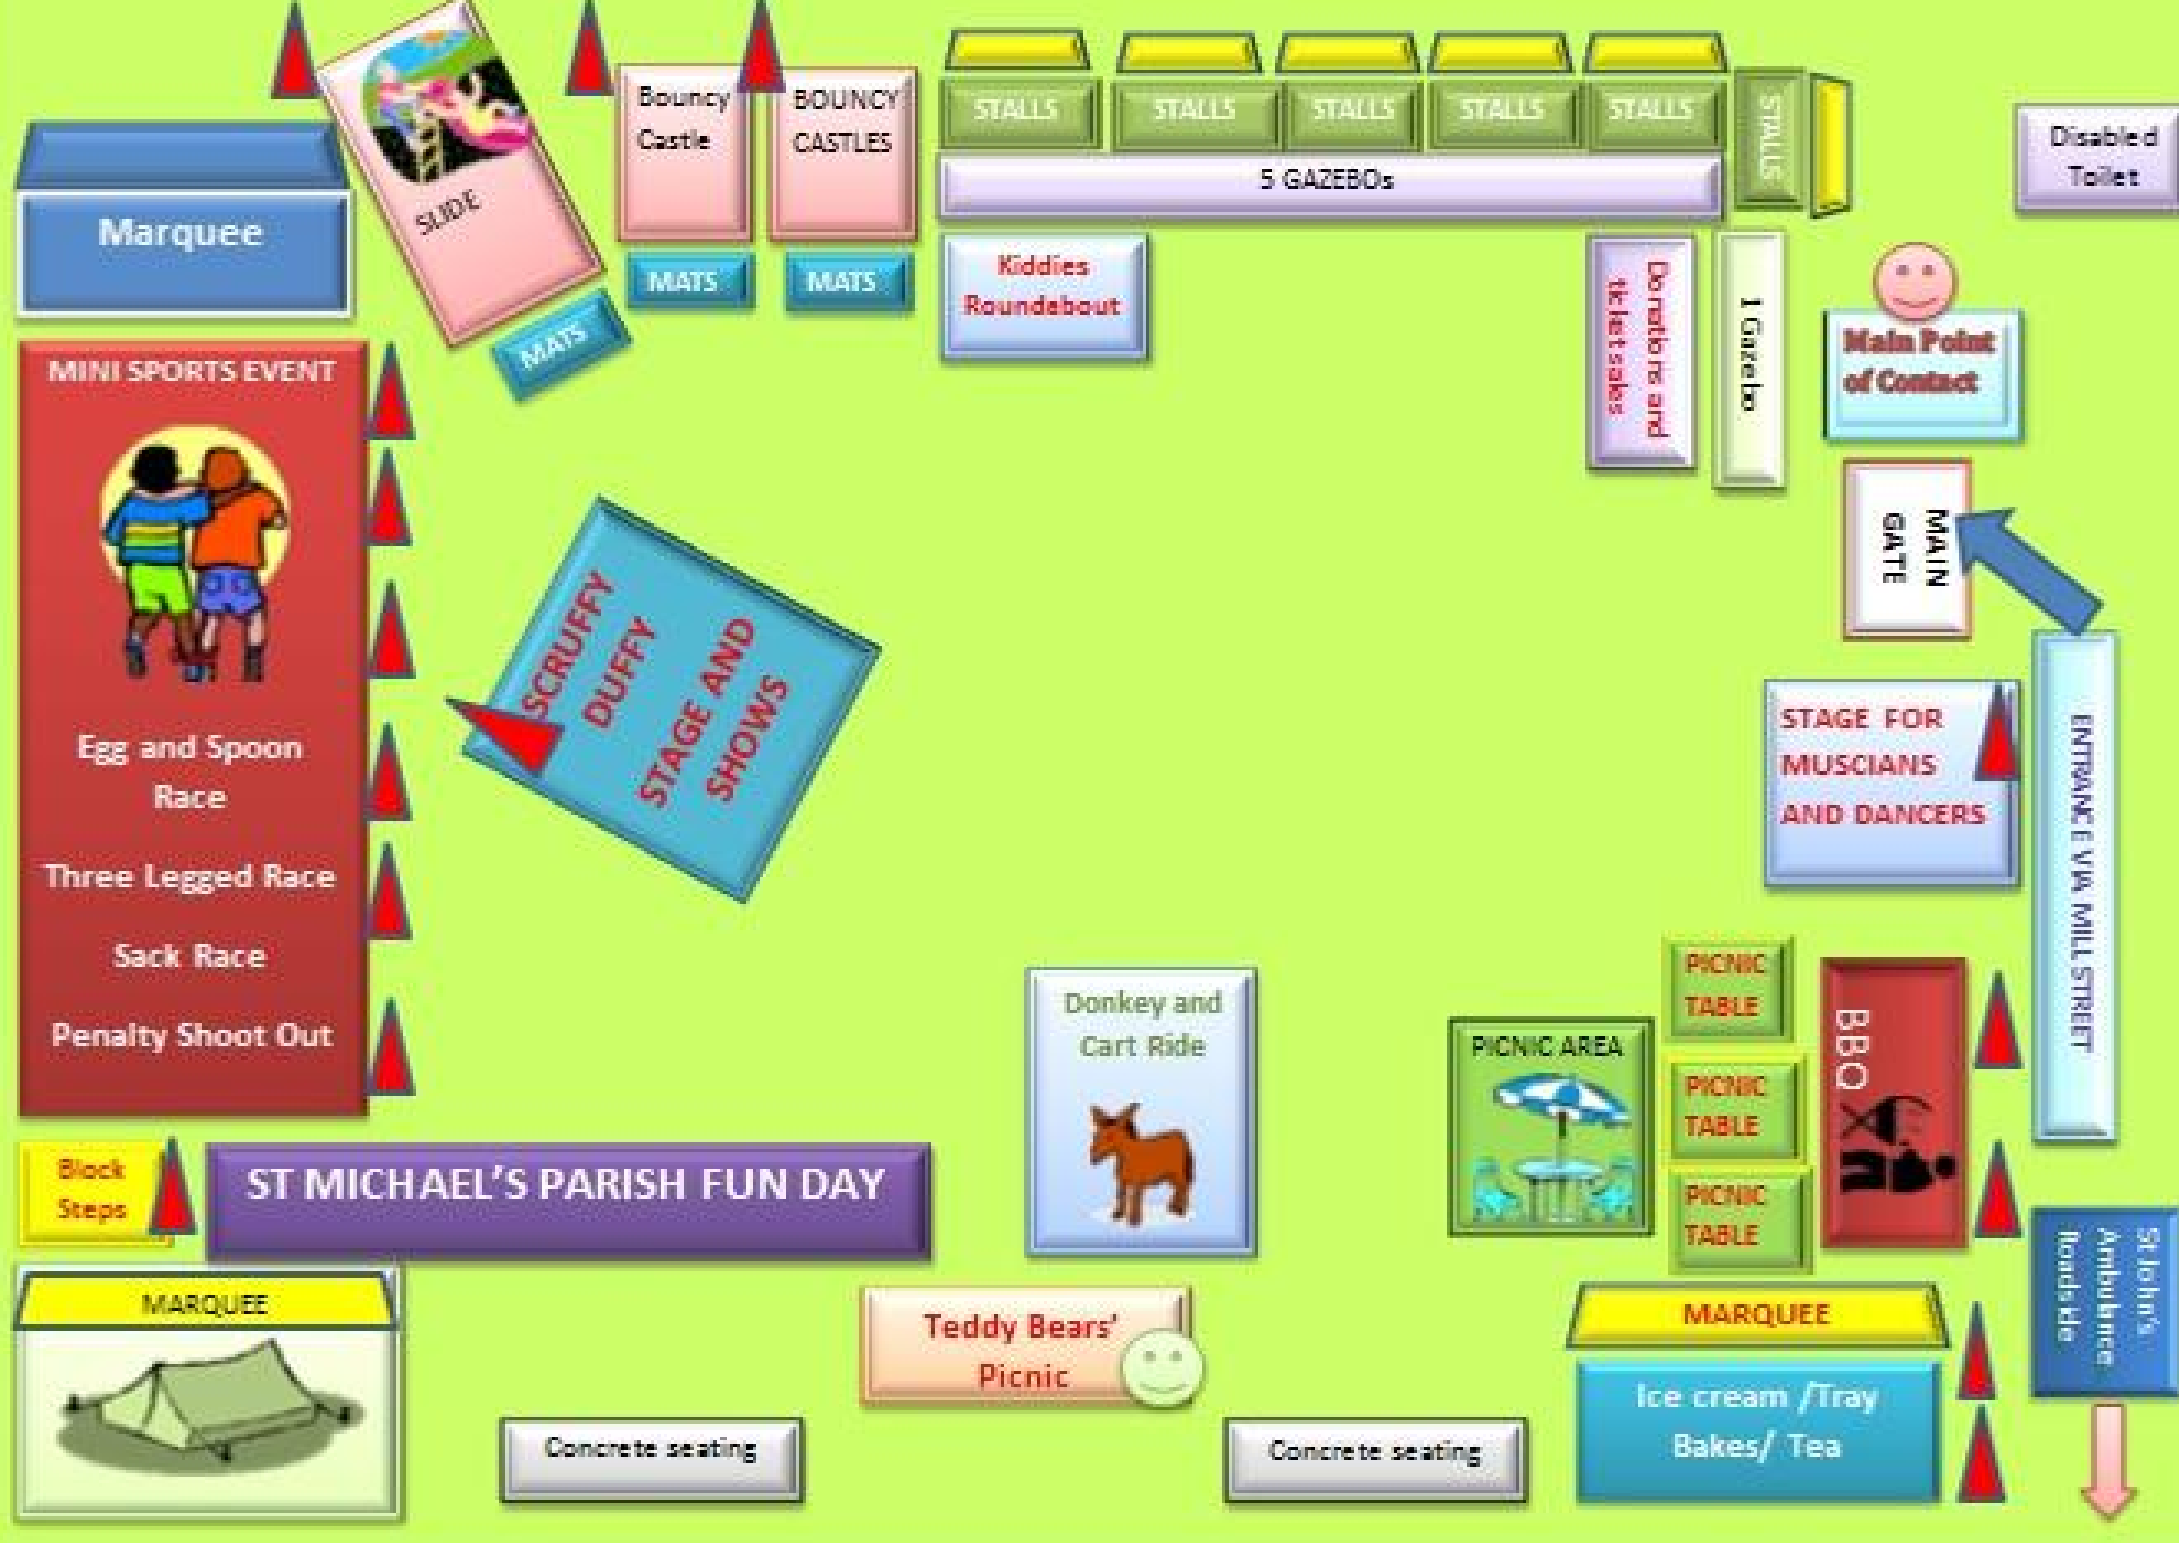 Bouncy
Castle
BOUNCY
CASTLES
STALLS
STALLS
STALLS
STALLS
STALLS
STALLS
5 GAZEBOs
Disabled
Toilet
Marquee
SLIDE
MATS
MATS
MATS
Kiddies
Roundabout
Donations and
ticket sales
1 Gazebo
Main Point
of Contact
MAIN
GATE
MINI SPORTS EVENT
Egg and Spoon
Race
Three Legged Race
Sack Race
Penalty Shoot Out
SCRUFFY
DUFFY
STAGE AND
SHOWS
STAGE FOR
MUSCIANS
AND DANCERS
ENTRANCE VIA MILL STREET
Donkey and
Cart Ride
PICNIC AREA
PICNIC
TABLE
PICNIC
TABLE
PICNIC
TABLE
BBQ
Block
Steps
ST MICHAEL'S PARISH FUN DAY
St John's
Ambulance
Roadside
MARQUEE
Teddy Bears'
Picnic
MARQUEE
Ice cream /Tray
Bakes/ Tea
Concrete seating
Concrete seating